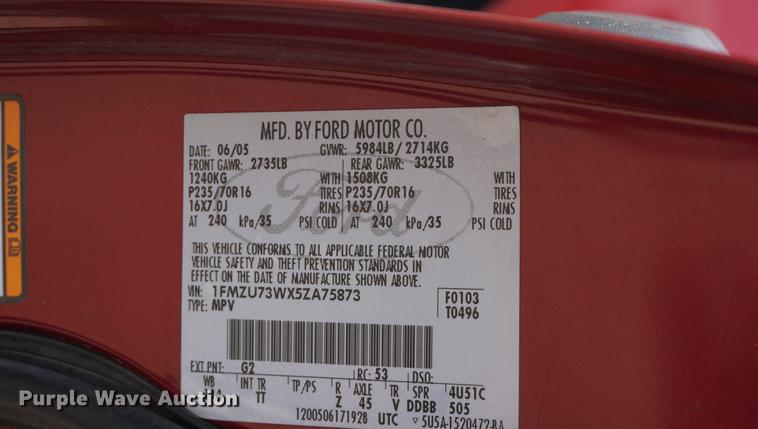 WARNING
MFD. BY FORD MOTOR CO.
DATE: 06/05 GVWR: 5984LB/ 2714KG
FRONT GAWR: 2735LB REAR GAWR: 3325LB
1240KG WITH 1508KG WITH
P235/70R16 TIRES P235/70R16 TIRES
16X7.0J RIMS 16X7.0J RIMS
AT 240 kPa/35 PSI COLD AT 240 kPa/35 PSI COLD
Ford
THIS VEHICLE CONFORMS TO ALL APPLICABLE FEDERAL MOTOR
VEHICLE SAFETY AND THEFT PREVENTION STANDARDS IN
EFFECT ON THE DATE OF MANUFACTURE SHOWN ABOVE.
VIN: 1FMZU73WX5ZA75873
TYPE: MPV
F0103
T0496
EXT PNT: G2 RC: 53 DSO:
WB INT TR TP/PS R AXLE TR SPR 4U51C
TT Z 45 V DDBB 505
1200506171928 UTC 5U5A-1520472-BA
Purple Wave Auction